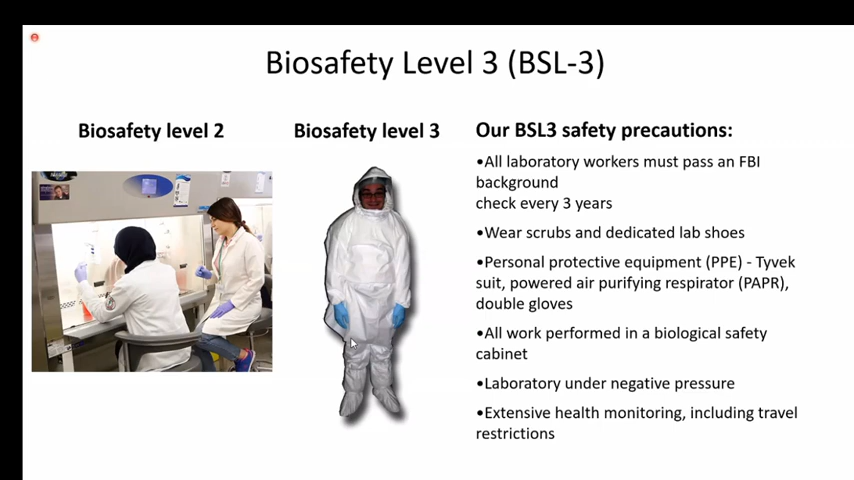 Biosafety Level 3 (BSL-3)
Biosafety level 2
Biosafety level 3
Our BSL3 safety precautions:
•All laboratory workers must pass an FBI
background
check every 3 years
•Wear scrubs and dedicated lab shoes
•Personal protective equipment (PPE) - Tyvek
suit, powered air purifying respirator (PAPR),
double gloves
•All work performed in a biological safety
cabinet
•Laboratory under negative pressure
•Extensive health monitoring, including travel
restrictions